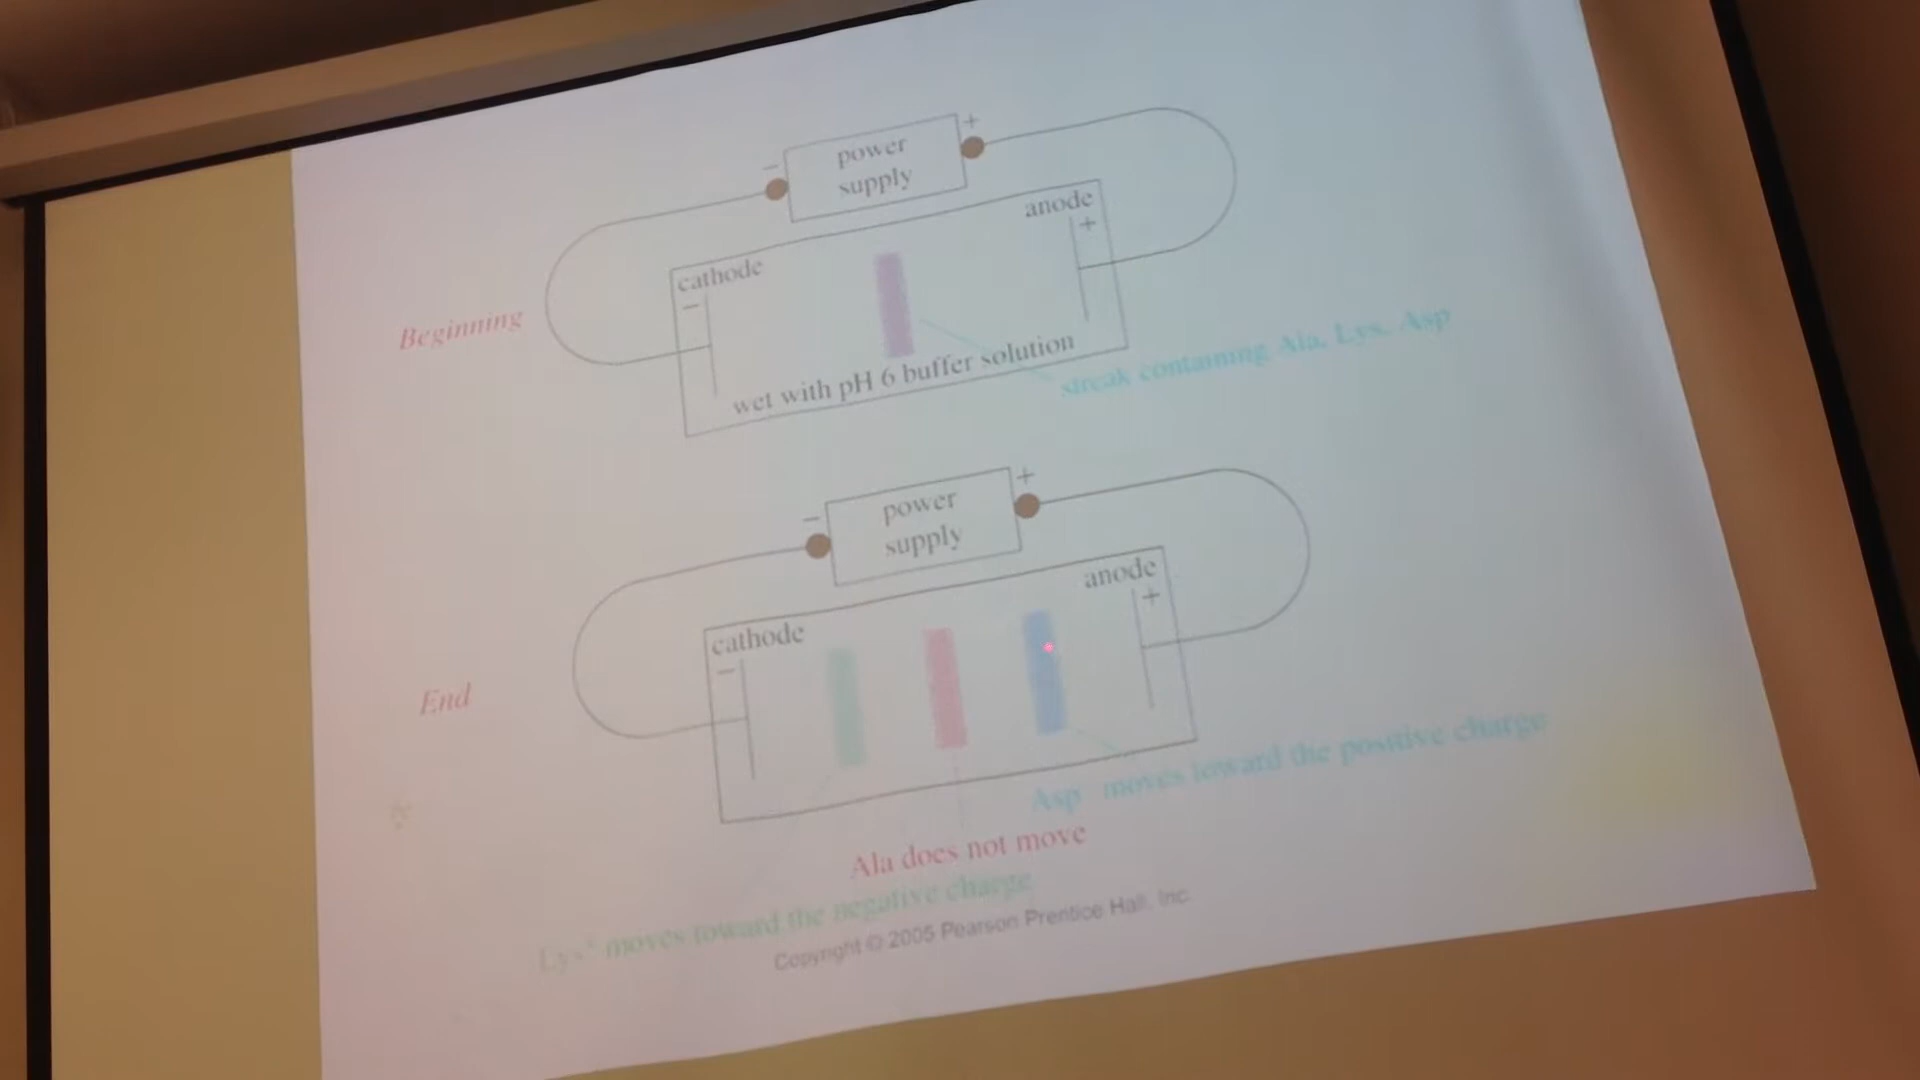 power
supply
−
+
cathode
−
anode
+
Beginning
wet with pH 6 buffer solution
streak containing Ala, Lys, Asp
power
supply
−
+
cathode
−
anode
+
End
Asp moves toward the positive charge
Ala does not move
Lys⁺ moves toward the negative charge
Copyright © 2005 Pearson Prentice Hall, Inc.